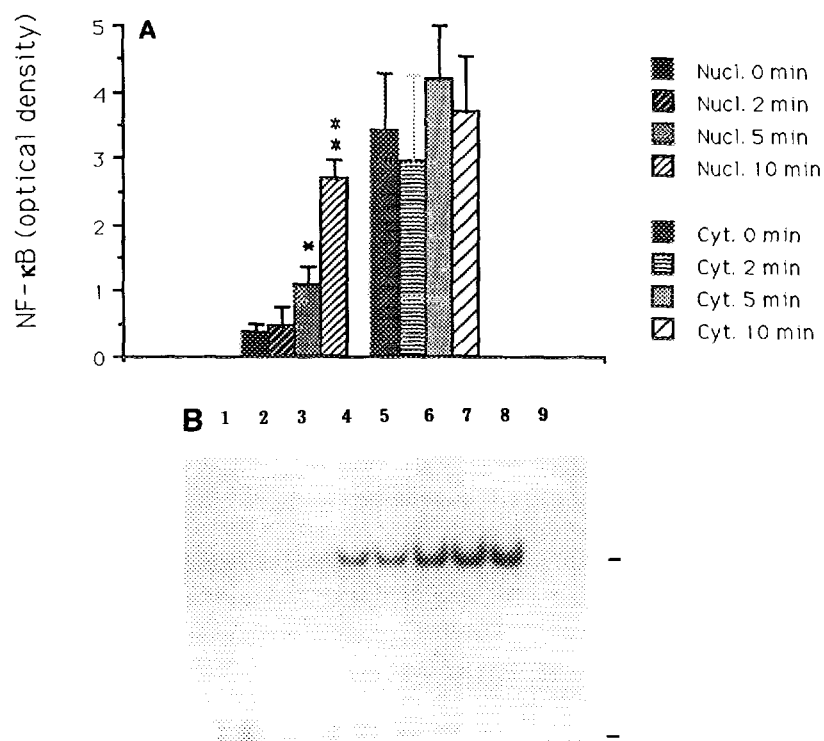 A
NF-κB (optical density)
5
4
3
2
1
0
*
*
*
Nucl. 0 min
Nucl. 2 min
Nucl. 5 min
Nucl. 10 min
Cyt. 0 min
Cyt. 2 min
Cyt. 5 min
Cyt. 10 min
B 1 2 3 4 5 6 7 8 9